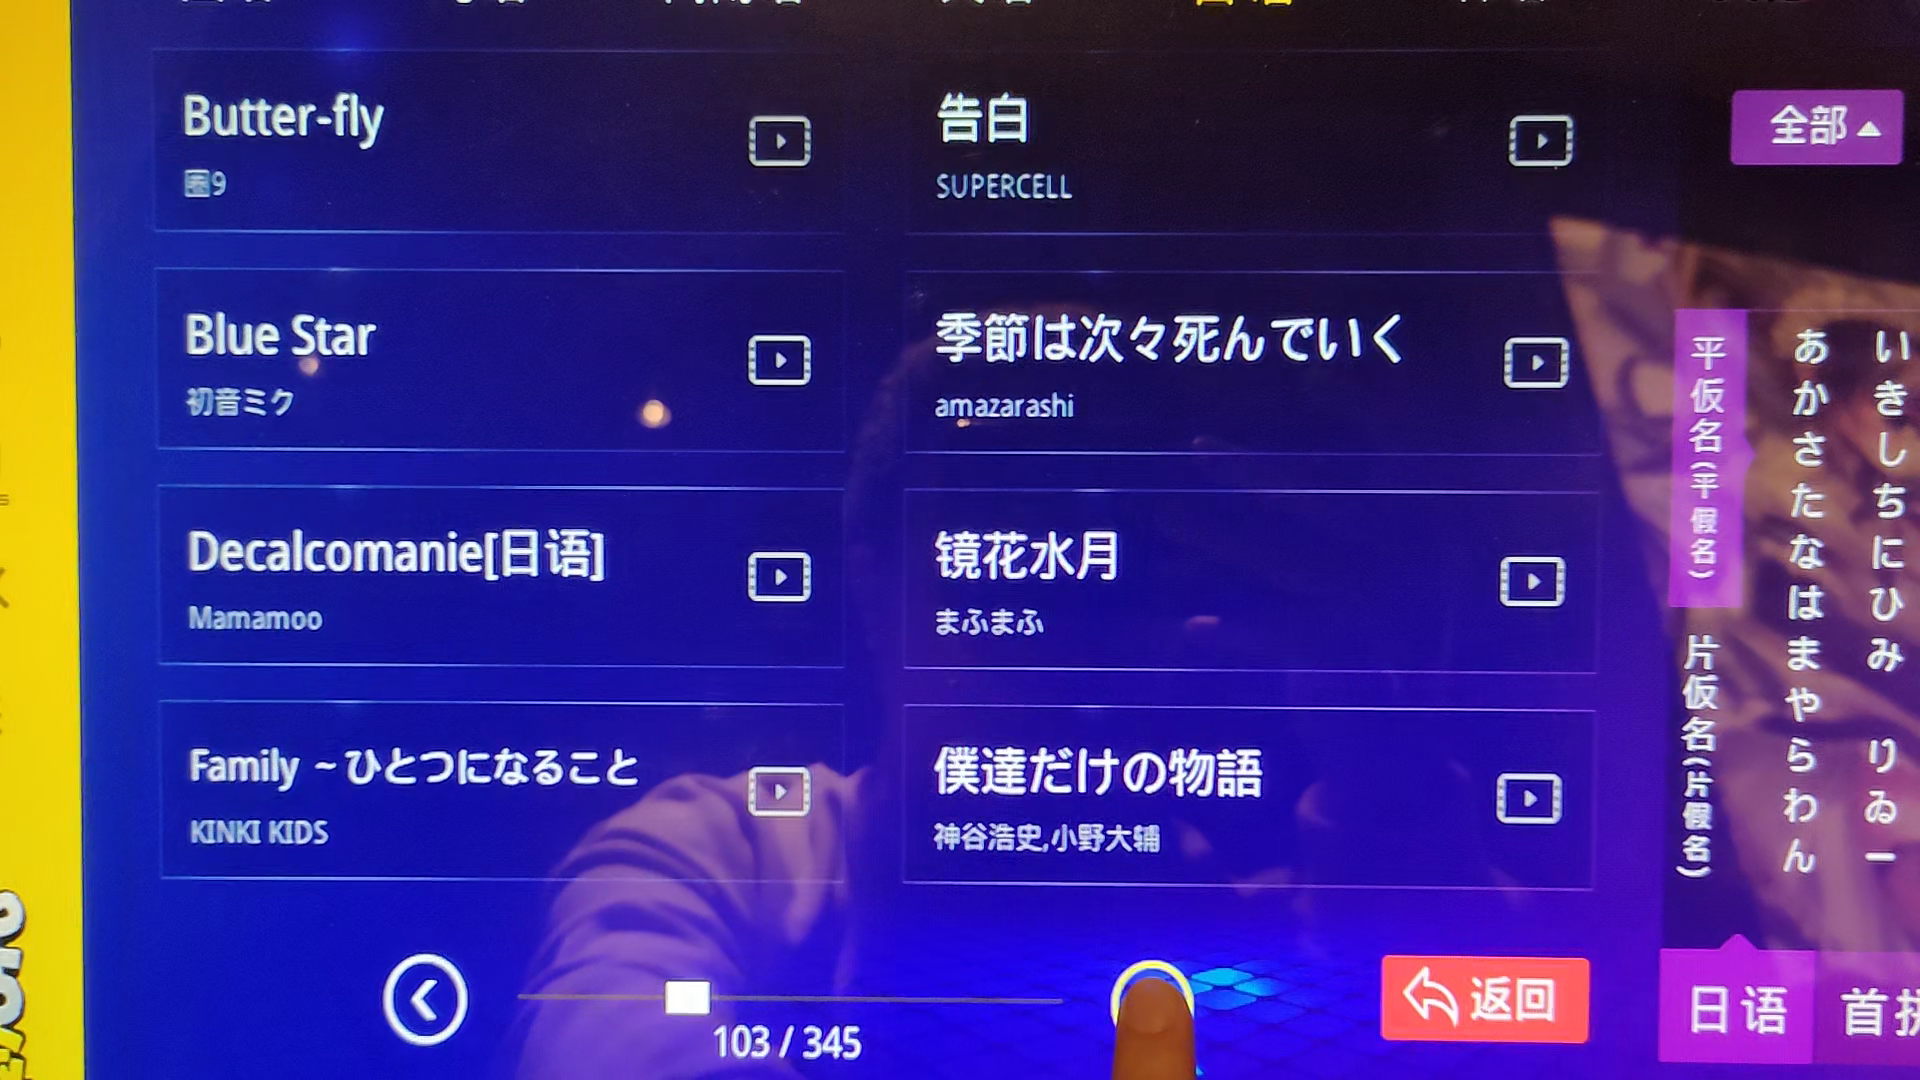 Butter-fly
圈9
告白
SUPERCELL
全部
Blue Star
初音ミク
季節は次々死んでいく
amazarashi
Decalcomanie[日语]
Mamamoo
镜花水月
まふまふ
Family ~ひとつになること
KINKI KIDS
僕達だけの物語
神谷浩史,小野大辅
平仮名(平假名)
片仮名(片假名)
あかさたなはまやらわん
いきしちにひみ りゐー
103 / 345
返回
日语
首